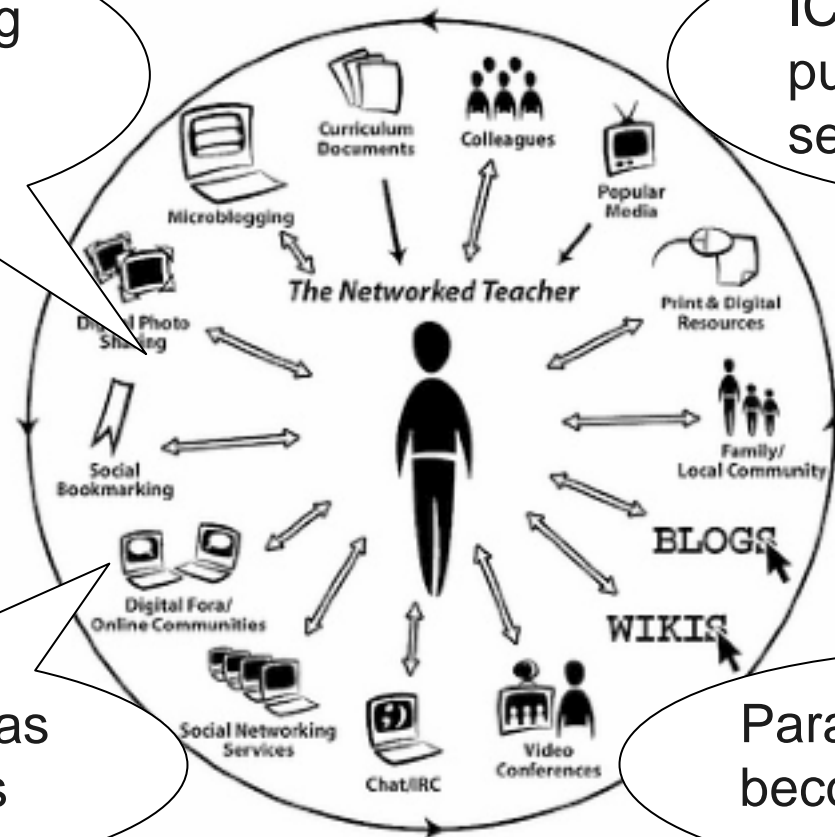 g
IC
pu
se
Curriculum
Documents
Colleagues
Popular
Media
Microblogging
The Networked Teacher
Print & Digital
Resources
Photo
Social
Bookmarking
Family/
Local Community
BLOGS
WIKIS
Digital Fora/
Online Communities
Social Networking
Services
Chat/IRC
Video
Conferences
as
s
Para
beco